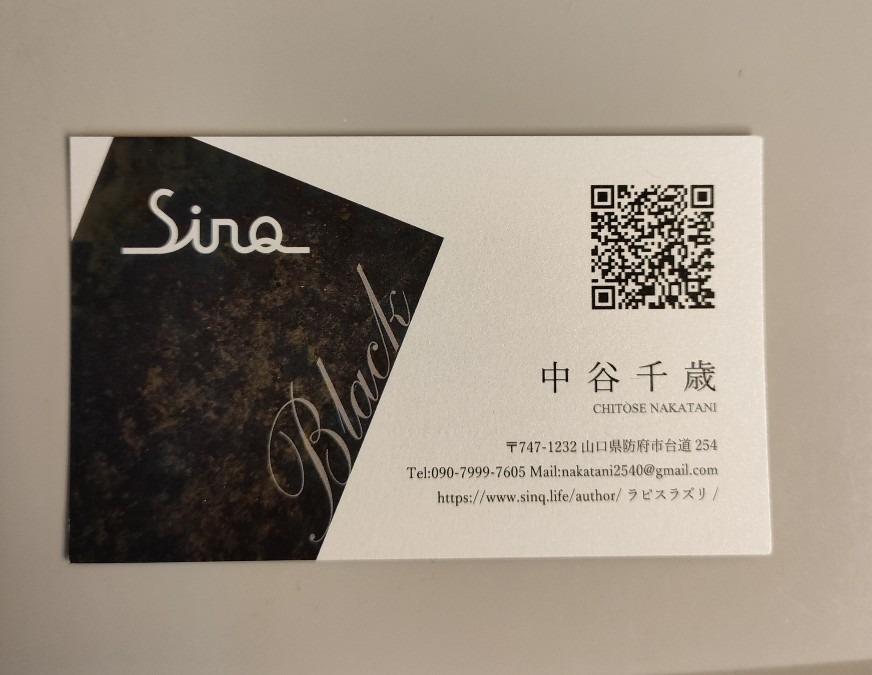 Sinq
Black
中谷千歳
CHITOSE NAKATANI
〒747-1232 山口県防府市台道 254
Tel:090-7999-7605 Mail:nakatani2540@gmail.com
https://www.sinq.life/author/ ラピスラズリ /